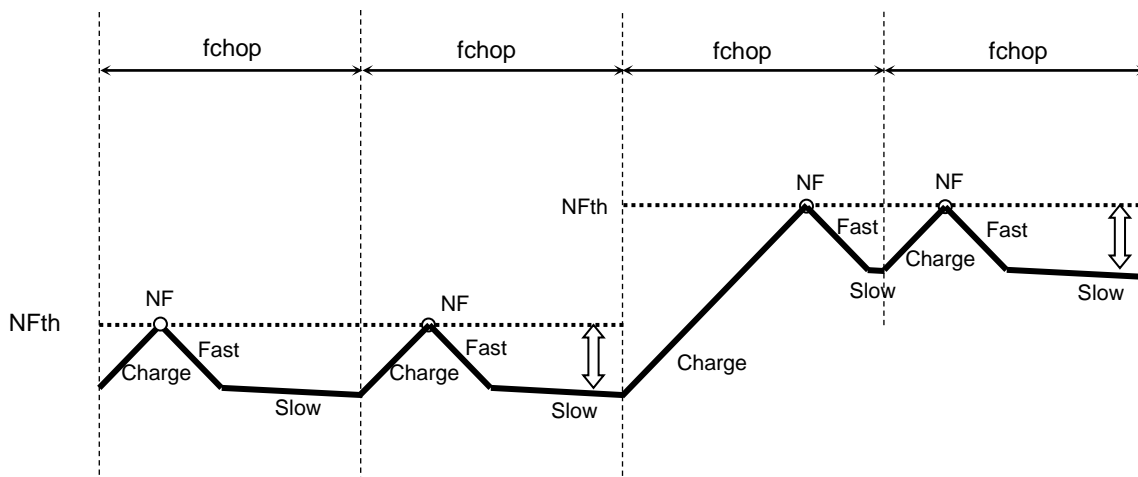 fchop fchop fchop fchop
NF NF
NFth
Fast Fast
Charge Charge
Slow Slow
NF NF
NFth
Fast Fast
Charge
Slow Slow
Charge